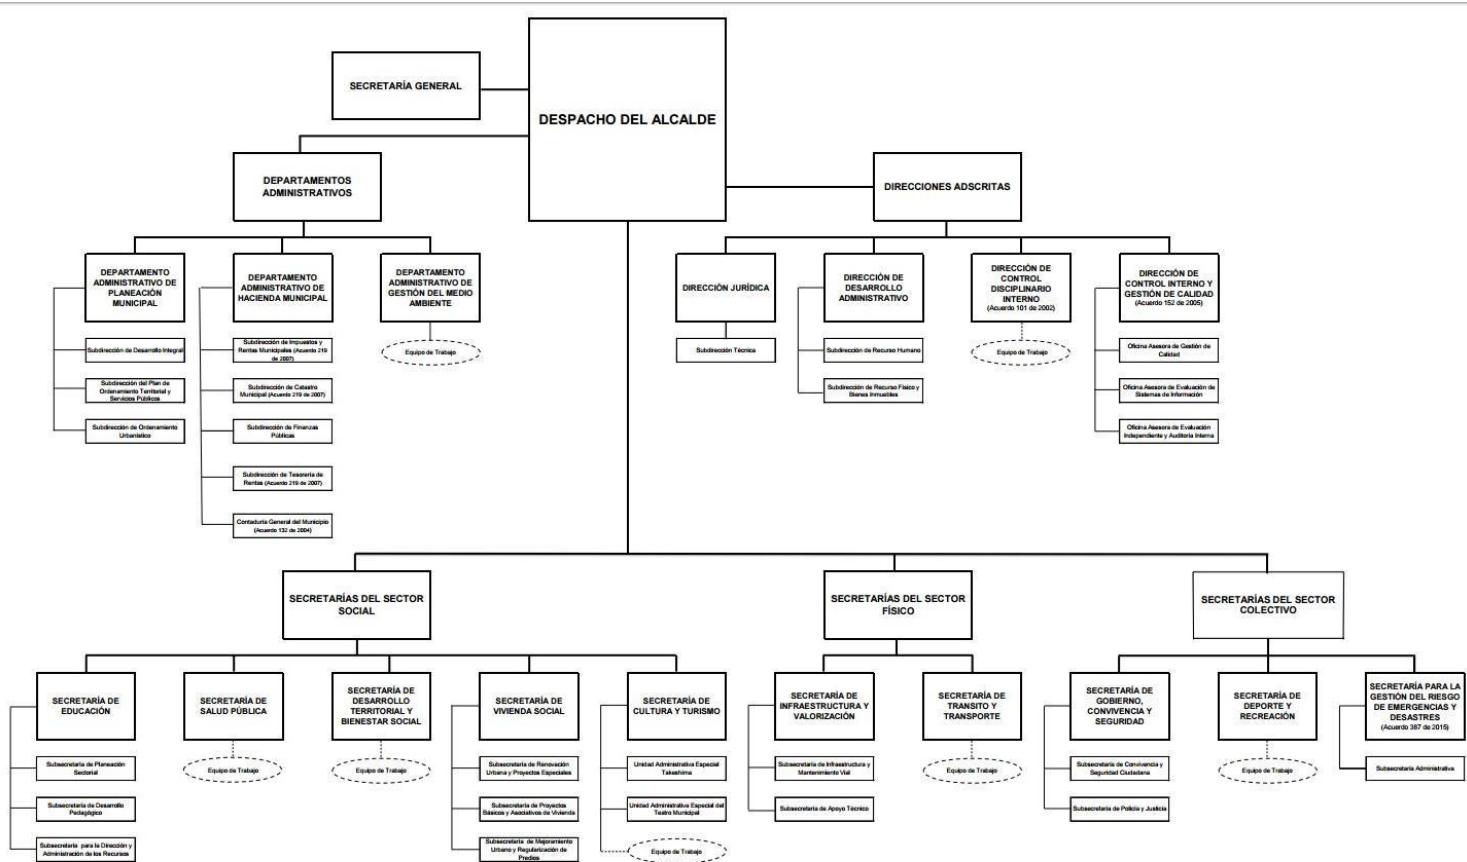 DESPACHO DEL ALCALDE
SECRETARÍA GENERAL
DEPARTAMENTOS
ADMINISTRATIVOS
DIRECCIONES ADSCRITAS
DEPARTAMENTO
ADMINISTRATIVO DE
PLANEACIÓN
MUNICIPAL
Subdirección de Desarrollo Integral
Subdirección del Plan de
Ordenamiento Territorial y
Servicios Públicos
Subdirección de Ordenamiento
Urbanístico
DEPARTAMENTO
ADMINISTRATIVO DE
HACIENDA MUNICIPAL
Subdirección de Impuestos y
Rentas Municipales (Acuerdo 219
de 2007)
Subdirección de Catastro
Municipal (Acuerdo 219 de 2007)
Subdirección de Finanzas
Públicas
Subdirección de Tesorería de
Rentas (Acuerdo 219 de 2007)
Contaduría General del Municipio
(Acuerdo 132 de 2004)
DEPARTAMENTO
ADMINISTRATIVO DE
GESTIÓN DEL MEDIO
AMBIENTE
Equipo de Trabajo
DIRECCIÓN JURÍDICA
Subdirección Técnica
DIRECCIÓN DE
DESARROLLO
ADMINISTRATIVO
Subdirección de Recurso Humano
Subdirección de Recurso Físico y
Bienes Inmuebles
DIRECCIÓN DE
CONTROL
DISCIPLINARIO
INTERNO
(Acuerdo 101 de 2002)
Equipo de Trabajo
DIRECCIÓN DE
CONTROL INTERNO Y
GESTIÓN DE CALIDAD
(Acuerdo 152 de 2005)
Oficina Asesora de Gestión de
Calidad
Oficina Asesora de Evaluación de
Sistemas de Información
Oficina Asesora de Evaluación
Independiente y Auditoria Interna
SECRETARÍAS DEL SECTOR
SOCIAL
SECRETARÍAS DEL SECTOR
FÍSICO
SECRETARÍAS DEL SECTOR
COLECTIVO
SECRETARÍA DE
EDUCACIÓN
Subsecretaría de Planeación
Sectorial
Subsecretaría de Desarrollo
Pedagógico
Subsecretaría para la Dirección y
Administración de los Recursos
SECRETARÍA DE
SALUD PÚBLICA
Equipo de Trabajo
SECRETARÍA DE
DESARROLLO
TERRITORIAL Y
BIENESTAR SOCIAL
Equipo de Trabajo
SECRETARÍA DE
VIVIENDA SOCIAL
Subsecretaría de Renovación
Urbana y Proyectos Especiales
Subsecretaría de Proyectos
Básicos y Asociativos de Vivienda
Subsecretaría de Mejoramiento
Urbano y Regularización de
Predios
SECRETARÍA DE
CULTURA Y TURISMO
Unidad Administrativa Especial
Takeshima
Unidad Administrativa Especial del
Teatro Municipal
Equipo de Trabajo
SECRETARÍA DE
INFRAESTRUCTURA Y
VALORIZACIÓN
Subsecretaría de Infraestructura y
Mantenimiento Vial
Subsecretaría de Apoyo Técnico
SECRETARÍA DE
TRANSITO Y
TRANSPORTE
Equipo de Trabajo
SECRETARÍA DE
GOBIERNO,
CONVIVENCIA Y
SEGURIDAD
Subsecretaría de Convivencia y
Seguridad Ciudadana
Subsecretaría de Policía y Justicia
SECRETARÍA DE
DEPORTE Y
RECREACIÓN
Equipo de Trabajo
SECRETARÍA PARA LA
GESTIÓN DEL RIESGO
DE EMERGENCIAS Y
DESASTRES
(Acuerdo 387 de 2015)
Subsecretaría Administrativa